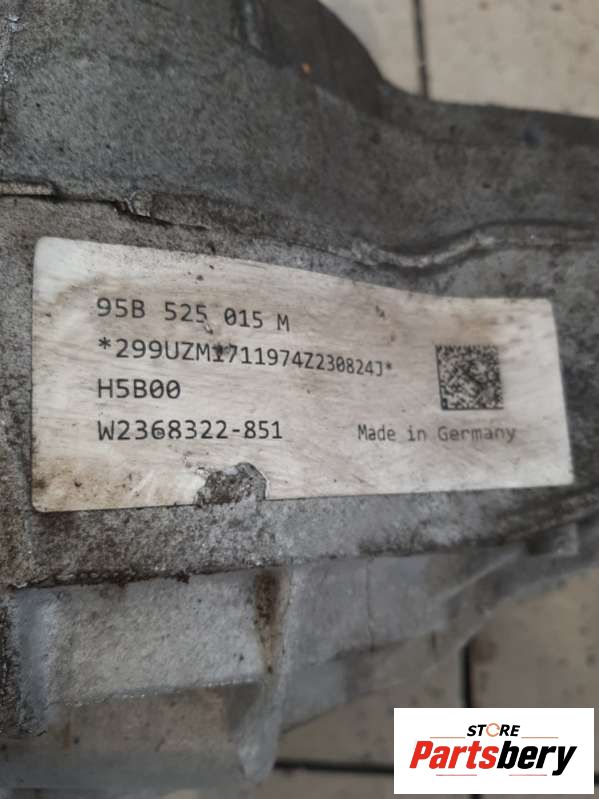 95B 525 015 M
*299UZM1711974Z230824J*
H5B00
W2368322-851
Made in Germany
STORE
Partsbery